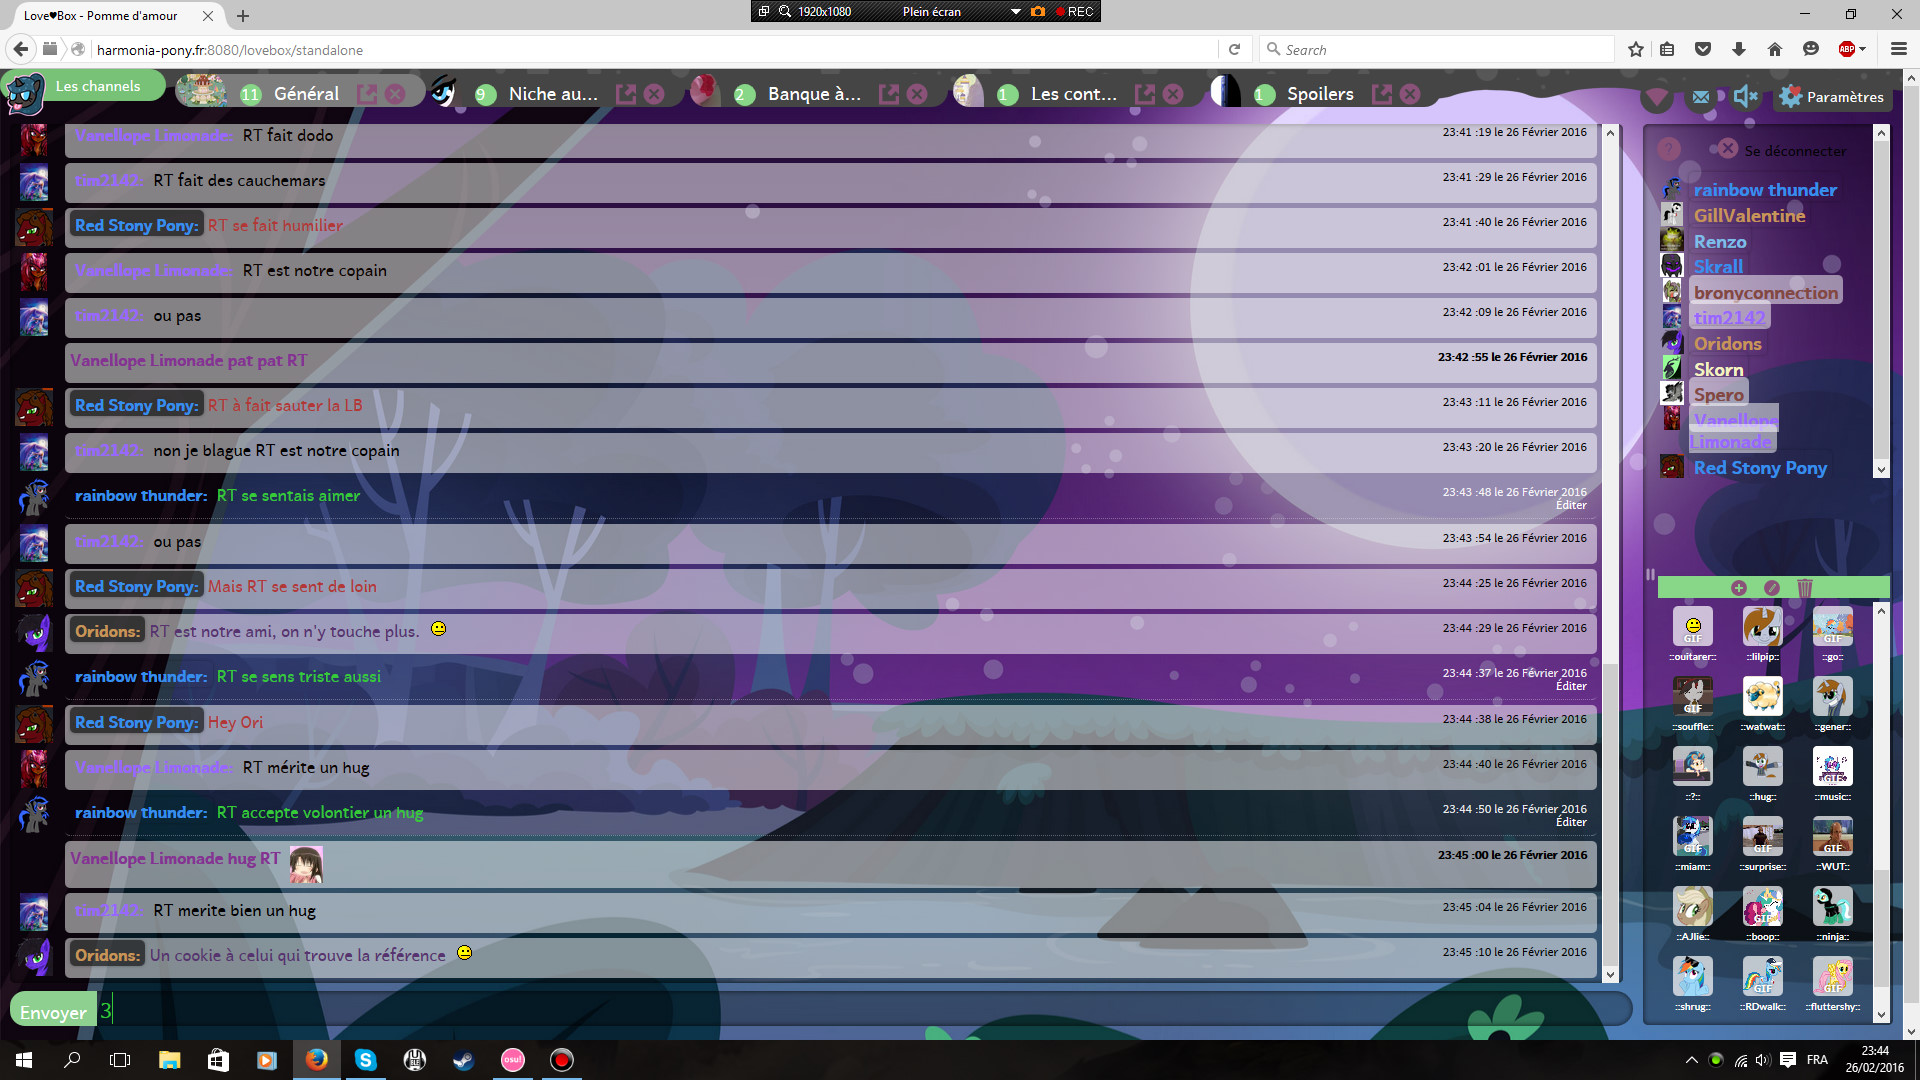 Love♥Box - Pomme d'amour
1920x1080
Plein écran
REC
harmonia-pony.fr:8080/lovebox/standalone
Search
ABP
Les channels
11 Général
9 Niche au...
2 Banque à...
1 Les cont...
1 Spoilers
Paramètres
Vanellope Limonade: RT fait dodo 23:41 :19 le 26 Février 2016
tim2142: RT fait des cauchemars 23:41 :29 le 26 Février 2016
Red Stony Pony: RT se fait humilier 23:41 :40 le 26 Février 2016
Vanellope Limonade: RT est notre copain 23:42 :01 le 26 Février 2016
tim2142: ou pas 23:42 :09 le 26 Février 2016
Vanellope Limonade pat pat RT 23:42 :55 le 26 Février 2016
Red Stony Pony: RT à fait sauter la LB 23:43 :11 le 26 Février 2016
tim2142: non je blague RT est notre copain 23:43 :20 le 26 Février 2016
rainbow thunder: RT se sentais aimer 23:43 :48 le 26 Février 2016
Éditer
tim2142: ou pas 23:43 :54 le 26 Février 2016
Red Stony Pony: Mais RT se sent de loin 23:44 :25 le 26 Février 2016
Oridons: RT est notre ami, on n'y touche plus. 23:44 :29 le 26 Février 2016
rainbow thunder: RT se sens triste aussi 23:44 :37 le 26 Février 2016
Éditer
Red Stony Pony: Hey Ori 23:44 :38 le 26 Février 2016
Vanellope Limonade: RT mérite un hug 23:44 :40 le 26 Février 2016
rainbow thunder: RT accepte volontier un hug 23:44 :50 le 26 Février 2016
Éditer
Vanellope Limonade hug RT 23:45 :00 le 26 Février 2016
tim2142: RT merite bien un hug 23:45 :04 le 26 Février 2016
Oridons: Un cookie à celui qui trouve la référence 23:45 :10 le 26 Février 2016
Envoyer 3
? Se déconnecter
rainbow thunder
GillValentine
Renzo
Skrall
bronyconnection
tim2142
Oridons
Skorn
Spero
Vanellope
Limonade
Red Stony Pony
GIF GIF
::ouitarer:: ::lilpip:: ::go::
GIF
::souffle:: ::watwat:: ::gener::
::?:: ::hug:: ::music::
GIF GIF GIF
::miam:: ::surprise:: ::WUT::
GIF
::AJlie:: ::boop:: ::ninja::
GIF GIF
::shrug:: ::RDwalk:: ::fluttershy::
osu!
FRA
23:44
26/02/2016